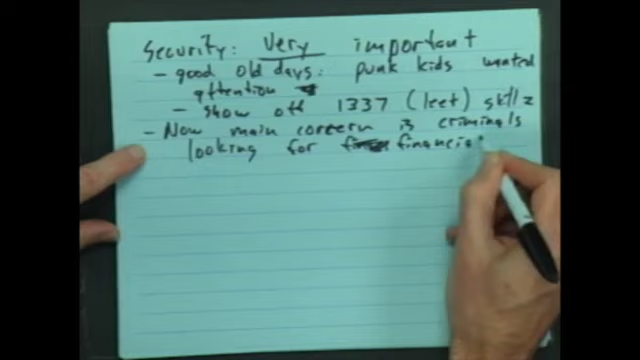 Security: Very important
- good old days: punk kids wanted
attention
- show off 1337 (leet) skillz
- Now main concern is criminals
looking for financial